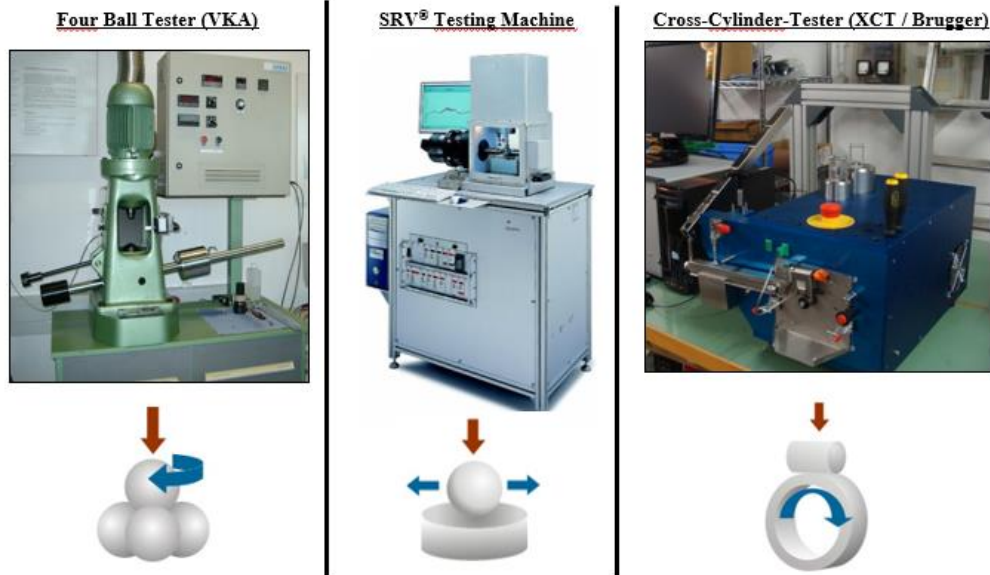 Four Ball Tester (VKA)
SRV® Testing Machine
Cross-Cylinder-Tester (XCT / Brugger)